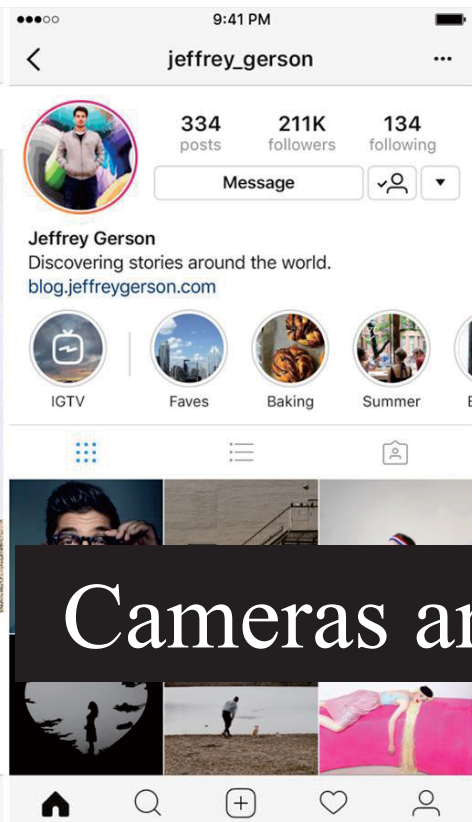 9:41 PM
jeffrey_gerson
334 211K 134
posts followers following
Message
Jeffrey Gerson
Discovering stories around the world.
blog.jeffreygerson.com
IGTV Faves Baking Summer
Cameras